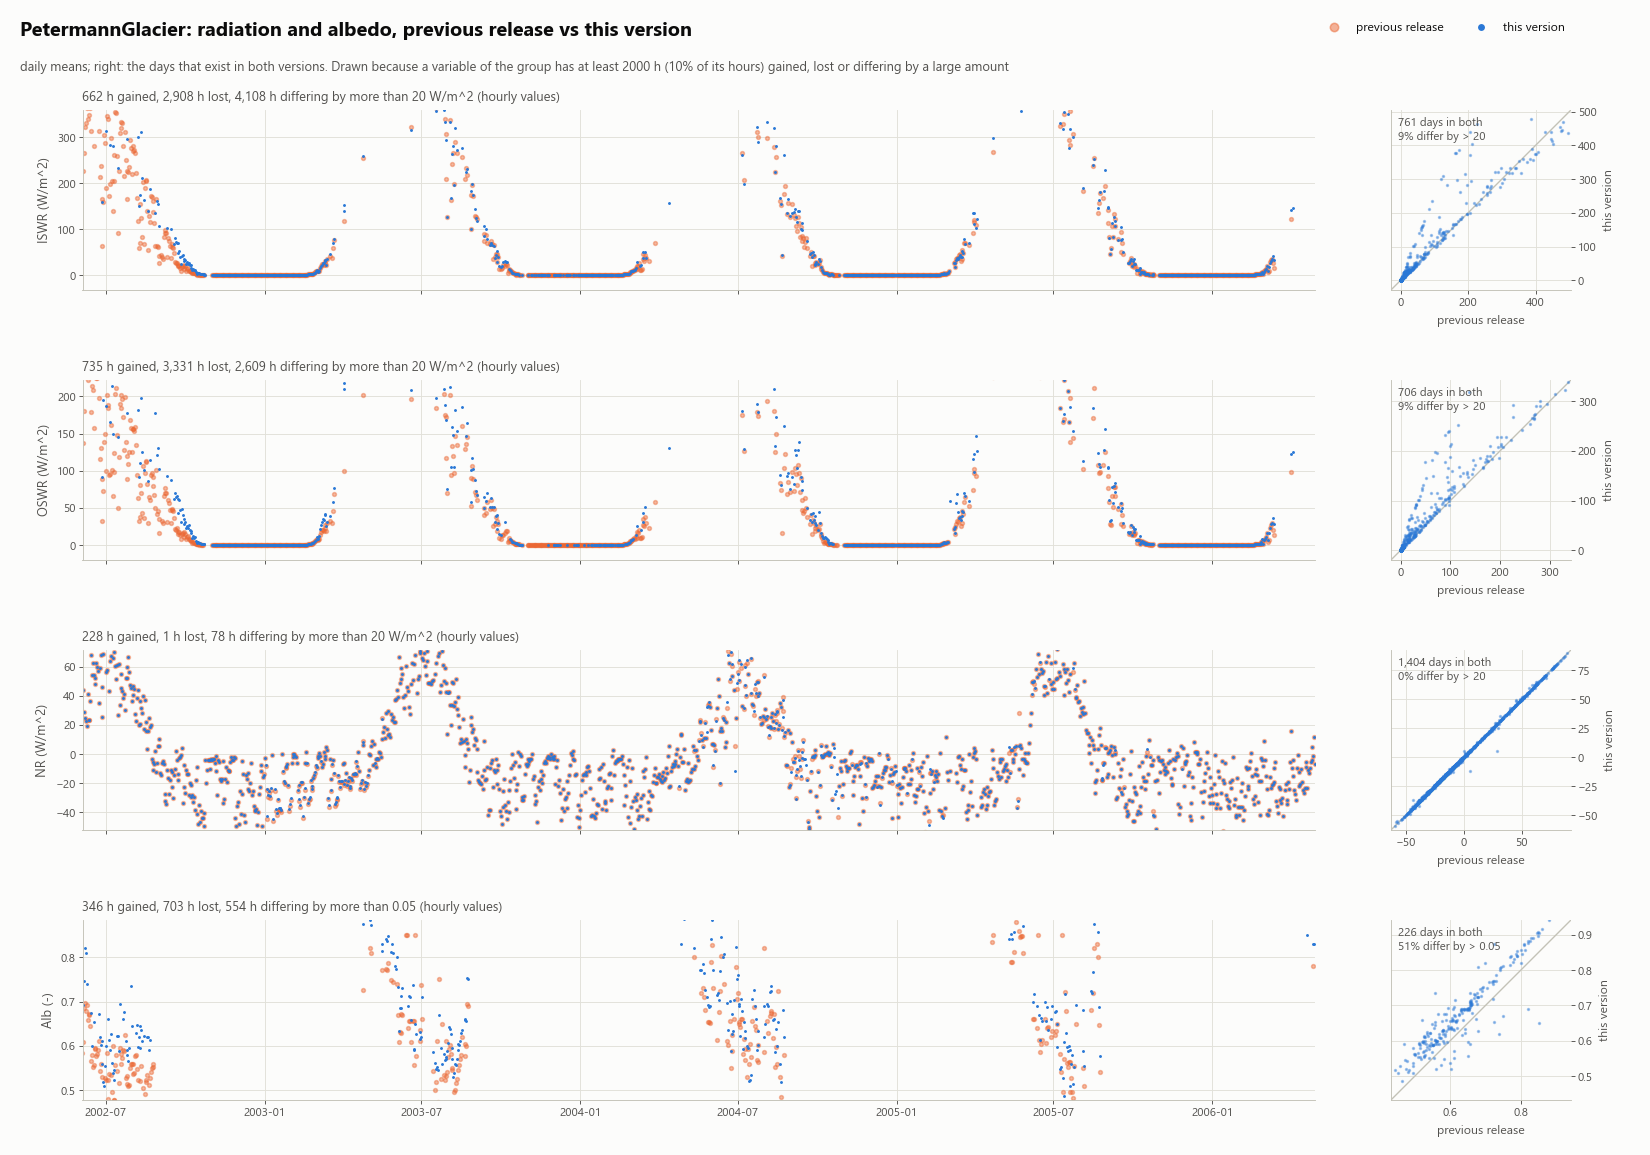 PetermannGlacier: radiation and albedo, previous release vs this version
previous release
this version
daily means; right: the days that exist in both versions. Drawn because a variable of the group has at least 2000 h (10% of its hours) gained, lost or differing by a large amount
662 h gained, 2,908 h lost, 4,108 h differing by more than 20 W/m^2 (hourly values)
ISWR (W/m^2)
300
200
100
0
761 days in both
9% differ by > 20
500
400
300
200
100
0
this version
0
200
400
previous release
735 h gained, 3,331 h lost, 2,609 h differing by more than 20 W/m^2 (hourly values)
OSWR (W/m^2)
200
150
100
50
0
706 days in both
9% differ by > 20
300
200
100
0
this version
0
100
200
300
previous release
228 h gained, 1 h lost, 78 h differing by more than 20 W/m^2 (hourly values)
NR (W/m^2)
60
40
20
0
−20
−40
1,404 days in both
0% differ by > 20
75
50
25
0
−25
−50
this version
−50
0
50
previous release
346 h gained, 703 h lost, 554 h differing by more than 0.05 (hourly values)
Alb (-)
0.8
0.7
0.6
0.5
2002-07
2003-01
2003-07
2004-01
2004-07
2005-01
2005-07
2006-01
226 days in both
51% differ by > 0.05
0.9
0.8
0.7
0.6
0.5
this version
0.6
0.8
previous release